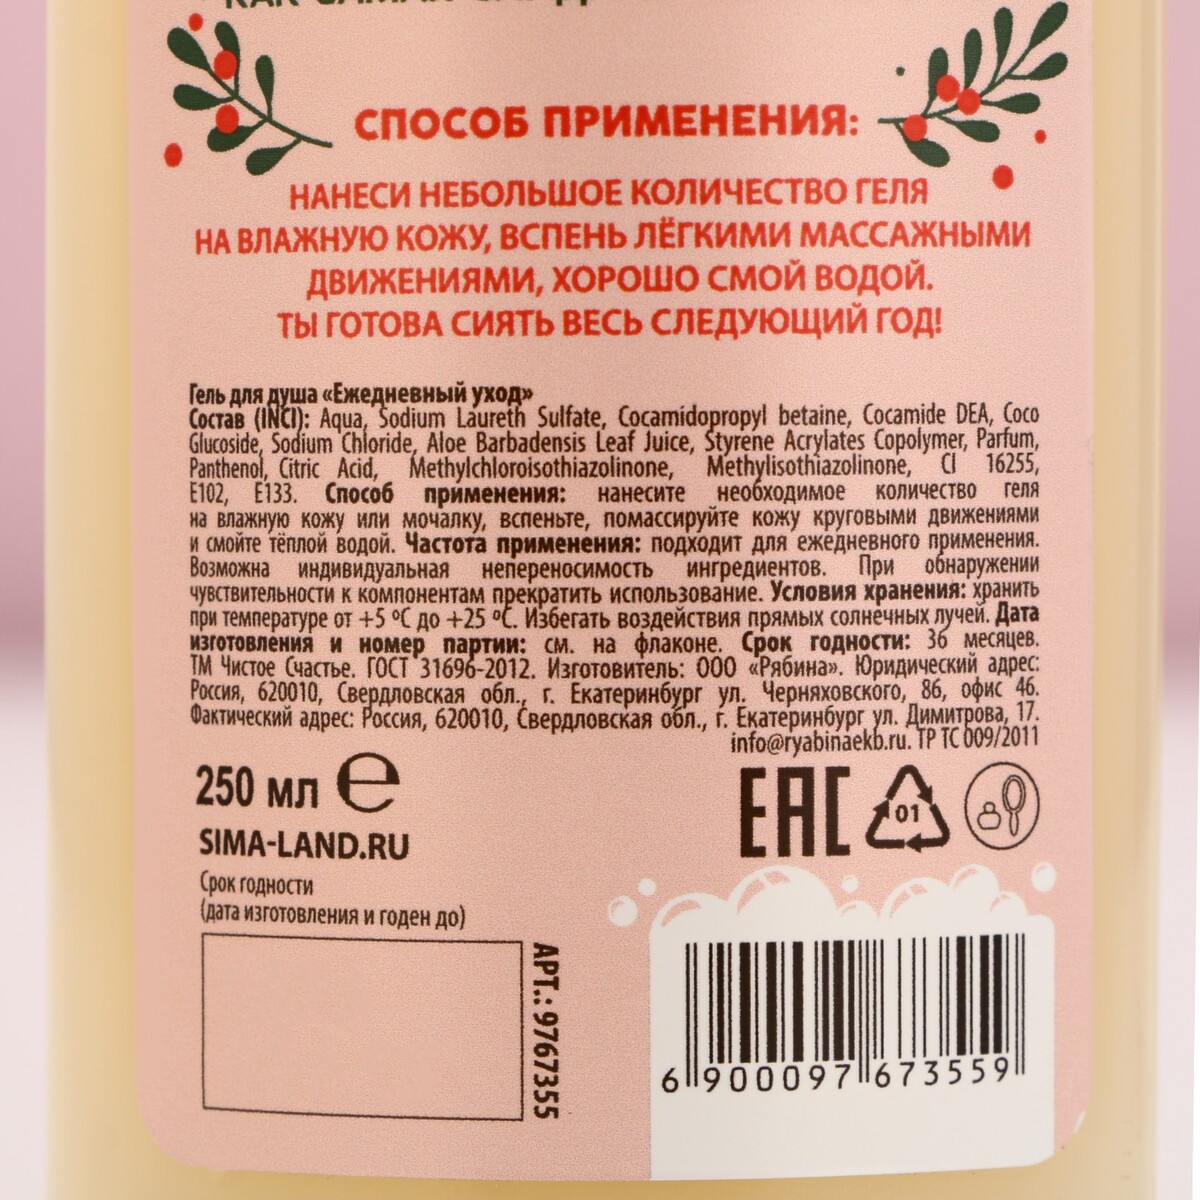 СПОСОБ ПРИМЕНЕНИЯ:
НАНЕСИ НЕБОЛЬШОЕ КОЛИЧЕСТВО ГЕЛЯ
НА ВЛАЖНУЮ КОЖУ, ВСПЕНЬ ЛЁГКИМИ МАССАЖНЫМИ
ДВИЖЕНИЯМИ, ХОРОШО СМОЙ ВОДОЙ.
ТЫ ГОТОВА СИЯТЬ ВЕСЬ СЛЕДУЮЩИЙ ГОД!
Гель для душа «Ежедневный уход»
Состав (INCI): Aqua, Sodium Laureth Sulfate, Cocamidopropyl betaine, Cocamide DEA, Coco
Glucoside, Sodium Chloride, Aloe Barbadensis Leaf Juice, Styrene Acrylates Copolymer, Parfum,
Panthenol, Citric Acid, Methylchloroisothiazolinone, Methylisothiazolinone, CI 16255,
E102, E133. Способ применения: нанесите необходимое количество геля
на влажную кожу или мочалку, вспеньте, помассируйте кожу круговыми движениями
и смойте тёплой водой. Частота применения: подходит для ежедневного применения.
Возможна индивидуальная непереносимость ингредиентов. При обнаружении
чувствительности к компонентам прекратить использование. Условия хранения: хранить
при температуре от +5 ºС до +25 ºС. Избегать воздействия прямых солнечных лучей. Дата
изготовления и номер партии: см. на флаконе. Срок годности: 36 месяцев.
ТМ Чистое Счастье. ГОСТ 31696-2012. Изготовитель: ООО «Рябина». Юридический адрес:
Россия, 620010, Свердловская обл., г. Екатеринбург ул. Черняховского, 86, офис 46.
Фактический адрес: Россия, 620010, Свердловская обл., г. Екатеринбург ул. Димитрова, 17.
info@ryabinaekb.ru. ТР ТС 009/2011
250 мл ℮
EAC
01
SIMA-LAND.RU
Срок годности
(дата изготовления и годен до)
АРТ.: 9767355
6 900097 673559